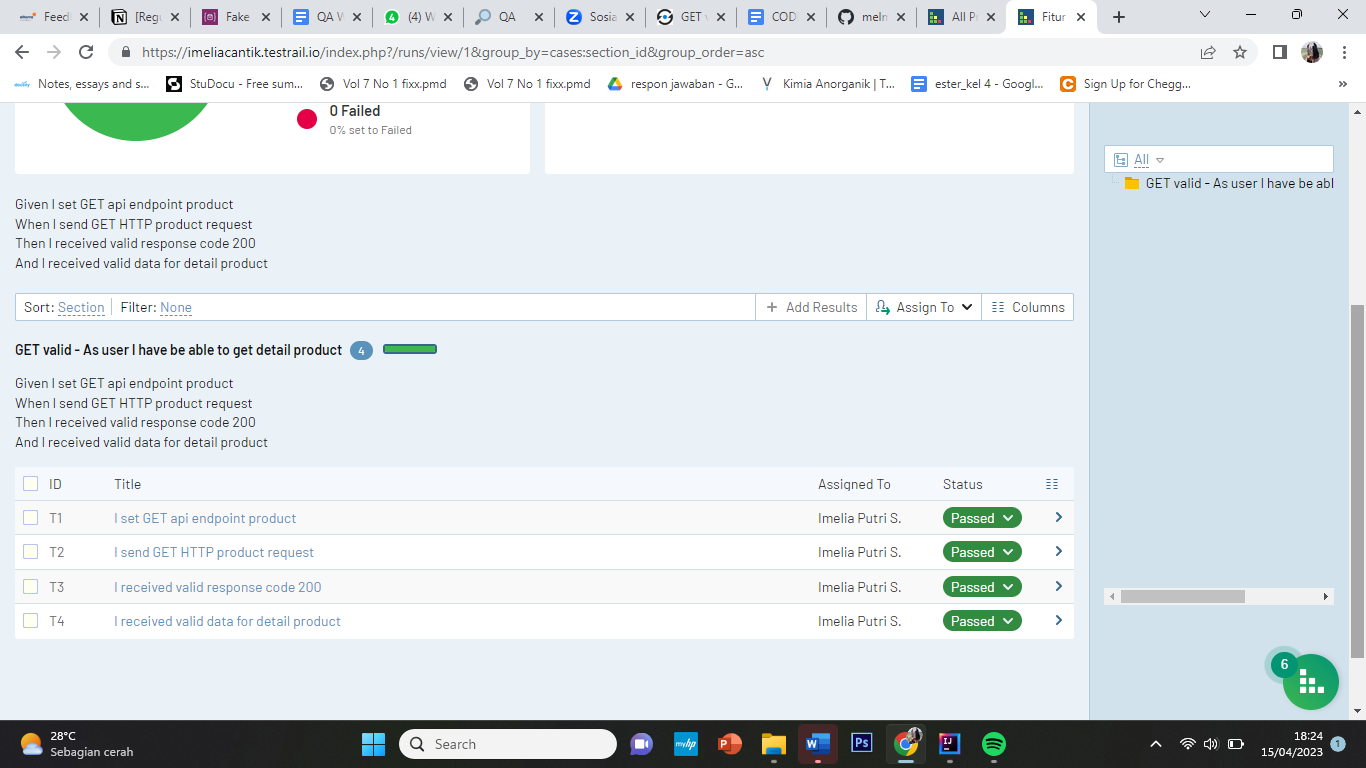 Feed
[Reg
Fake
QA W
(4) W
QA
Sosia
GET v
COD
meln
All P
Fitur
https://imeliacantik.testrail.io/index.php?/runs/view/1&group_by=cases:section_id&group_order=asc
Notes, essays and s...
StuDocu - Free sum...
Vol 7 No 1 fixx.pmd
Vol 7 No 1 fixx.pmd
respon jawaban - G...
Kimia Anorganik | T...
ester_kel 4 - Googl...
Sign Up for Chegg...
»
0 Failed
0% set to Failed
All
GET valid - As user I have be abl
Given I set GET api endpoint product
When I send GET HTTP product request
Then I received valid response code 200
And I received valid data for detail product
Sort: Section Filter: None + Add Results Assign To Columns
GET valid - As user I have be able to get detail product 4
Given I set GET api endpoint product
When I send GET HTTP product request
Then I received valid response code 200
And I received valid data for detail product
ID Title Assigned To Status
T1 I set GET api endpoint product Imelia Putri S. Passed
T2 I send GET HTTP product request Imelia Putri S. Passed
T3 I received valid response code 200 Imelia Putri S. Passed
T4 I received valid data for detail product Imelia Putri S. Passed
6
28°C
Sebagian cerah
Search
myhp
P
W
Ps
IJ
18:24
15/04/2023
1